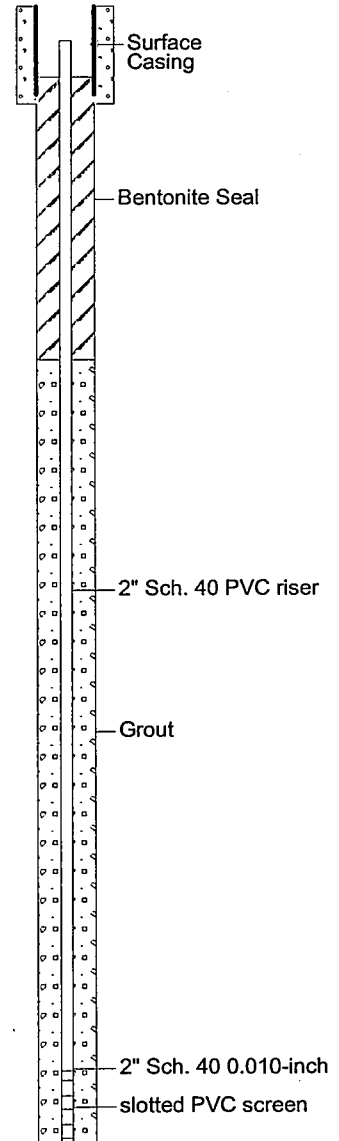 Surface
Casing
Bentonite Seal
2" Sch. 40 PVC riser
Grout
2" Sch. 40 0.010-inch
slotted PVC screen